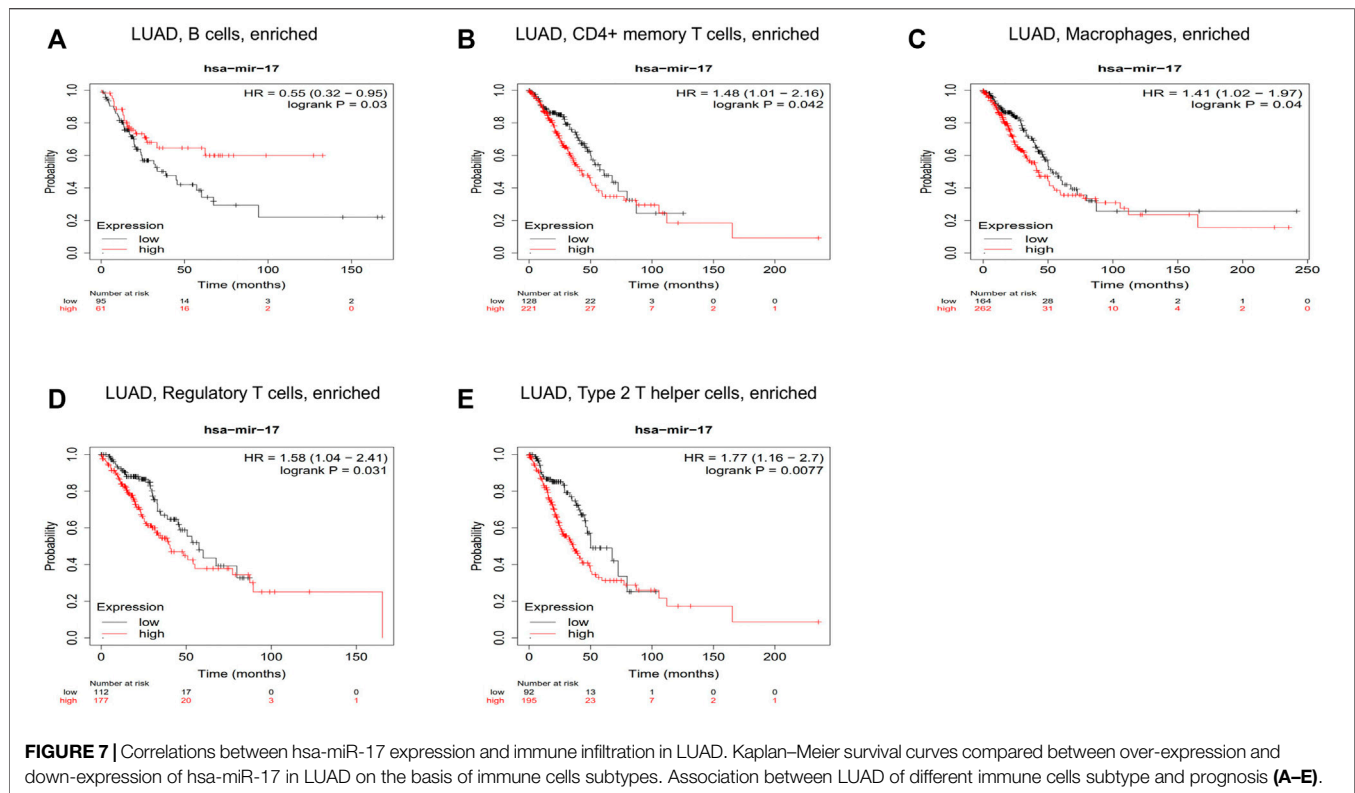 A
LUAD, B cells, enriched
hsa-mir-17
HR = 0.55 (0.32 − 0.95)
logrank P = 0.03
Probability
1.0
0.8
0.6
0.4
0.2
0.0
Expression
low
high
0 50 100 150
Time (months)
Number at risk
low 95 14 3 2
high 61 16 2 0
B
LUAD, CD4+ memory T cells, enriched
hsa-mir-17
HR = 1.48 (1.01 − 2.16)
logrank P = 0.042
Probability
1.0
0.8
0.6
0.4
0.2
0.0
Expression
low
high
0 50 100 150 200
Time (months)
Number at risk
low 128 22 3 0 0
high 221 27 7 2 1
C
LUAD, Macrophages, enriched
hsa-mir-17
HR = 1.41 (1.02 − 1.97)
logrank P = 0.04
Probability
1.0
0.8
0.6
0.4
0.2
0.0
Expression
low
high
0 50 100 150 200 250
Time (months)
Number at risk
low 164 28 4 2 1 0
high 262 31 10 4 2 0
D
LUAD, Regulatory T cells, enriched
hsa-mir-17
HR = 1.58 (1.04 − 2.41)
logrank P = 0.031
Probability
1.0
0.8
0.6
0.4
0.2
0.0
Expression
low
high
0 50 100 150
Time (months)
Number at risk
low 112 17 0 0
high 177 20 3 1
E
LUAD, Type 2 T helper cells, enriched
hsa-mir-17
HR = 1.77 (1.16 − 2.7)
logrank P = 0.0077
Probability
1.0
0.8
0.6
0.4
0.2
0.0
Expression
low
high
0 50 100 150 200
Time (months)
Number at risk
low 92 13 1 0 0
high 195 23 7 2 1
FIGURE 7 | Correlations between hsa-miR-17 expression and immune infiltration in LUAD. Kaplan–Meier survival curves compared between over-expression and
down-expression of hsa-miR-17 in LUAD on the basis of immune cells subtypes. Association between LUAD of different immune cells subtype and prognosis (A–E).